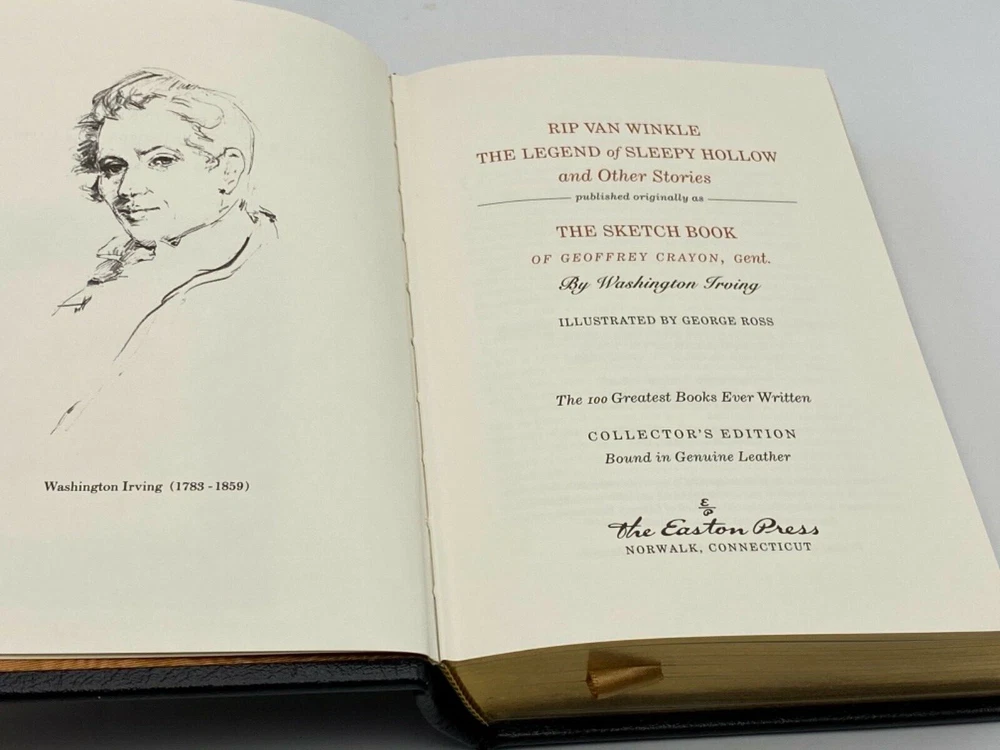 Washington Irving (1783 - 1859)
RIP VAN WINKLE
THE LEGEND of SLEEPY HOLLOW
and Other Stories
published originally as
THE SKETCH BOOK
OF GEOFFREY CRAYON, Gent.
By Washington Irving
ILLUSTRATED BY GEORGE ROSS
The 100 Greatest Books Ever Written
COLLECTOR'S EDITION
Bound in Genuine Leather
E
P
The Easton Press
NORWALK, CONNECTICUT